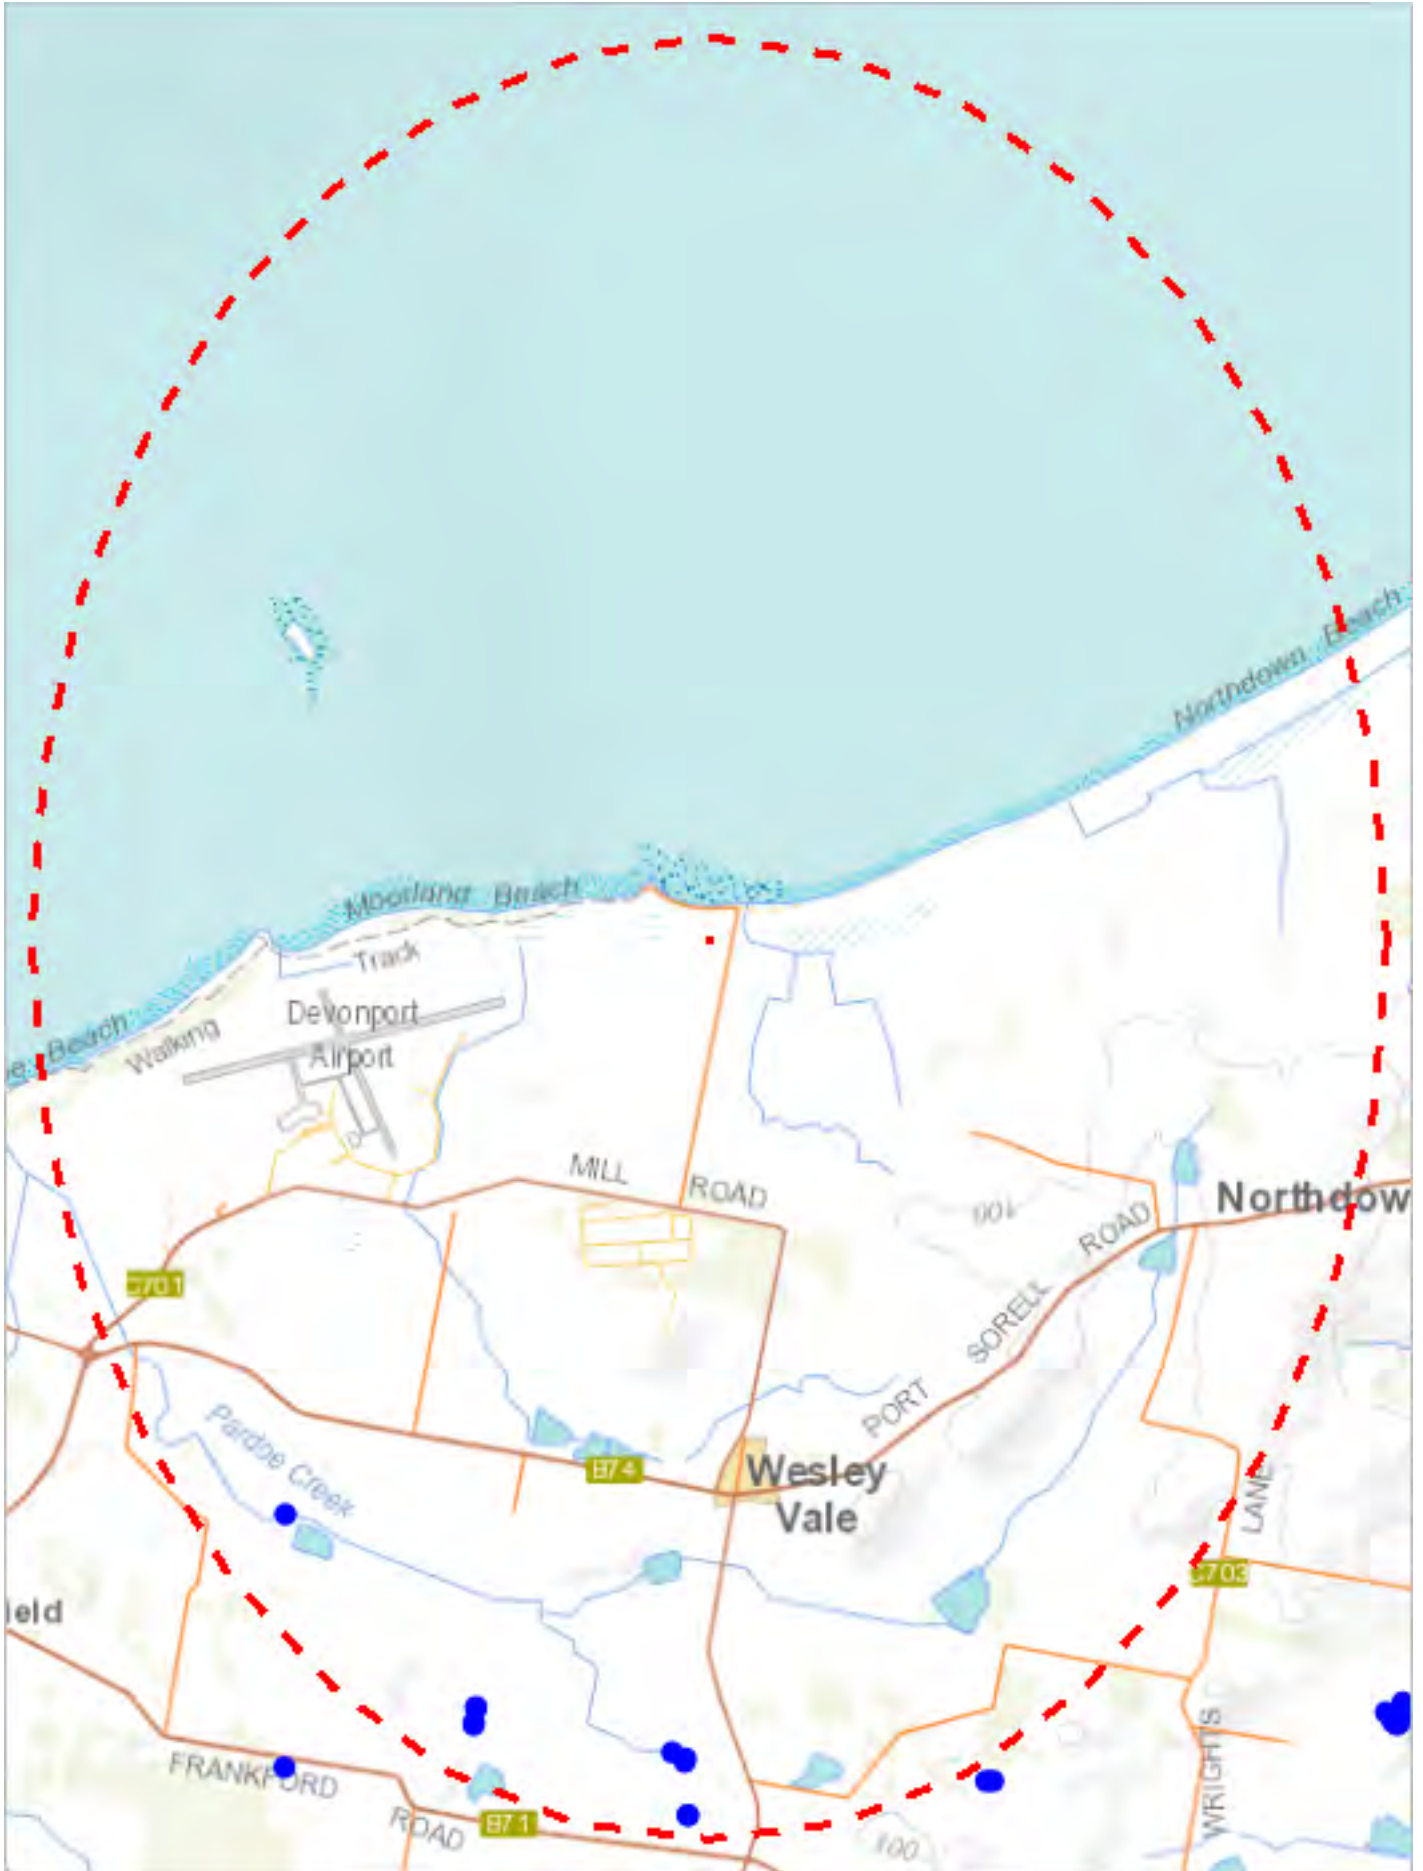 Northdown Beach
Moorland Beach
Track
Devonport
Airport
Beach
Walking
MILL ROAD
Northdow
100
PORT SORELL ROAD
C701
Pardoe Creek
B74
Wesley
Vale
LANE
C703
ield
WRIGHTS
FRANKFORD
ROAD
B71
100